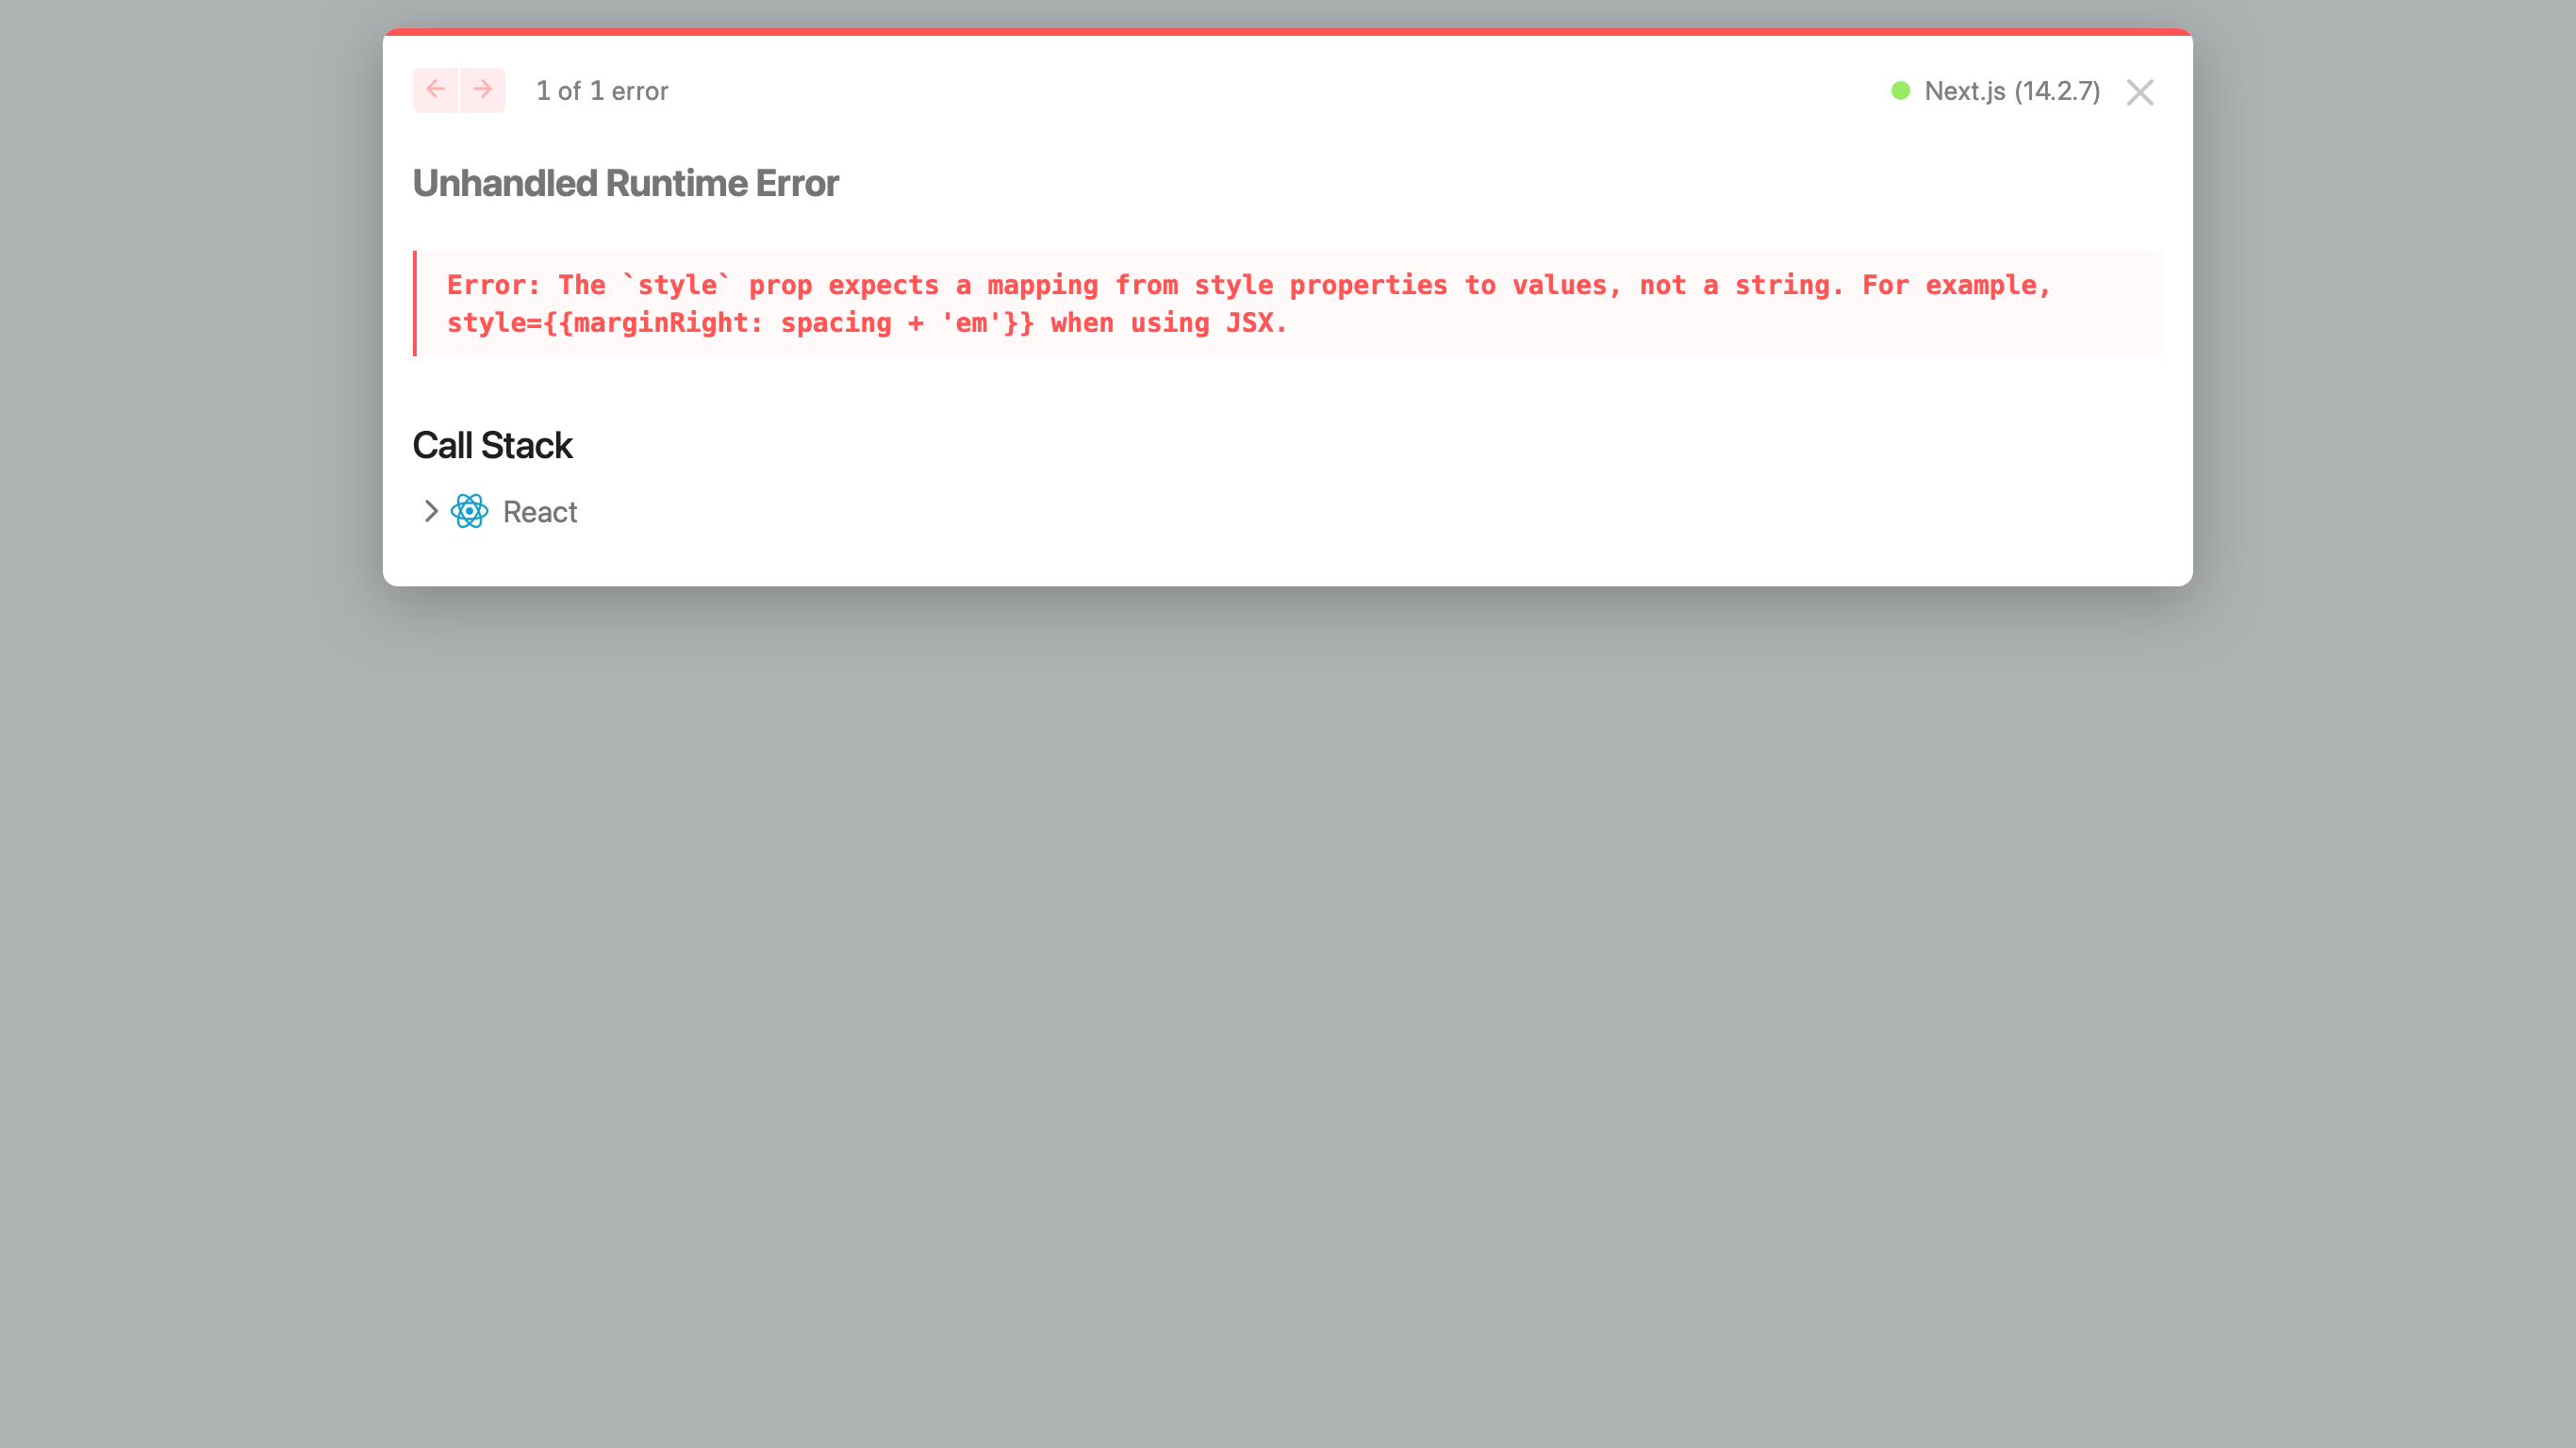 1 of 1 error
Next.js (14.2.7)
Unhandled Runtime Error
Error: The `style` prop expects a mapping from style properties to values, not a string. For example,
style={{marginRight: spacing + 'em'}} when using JSX.
Call Stack
React